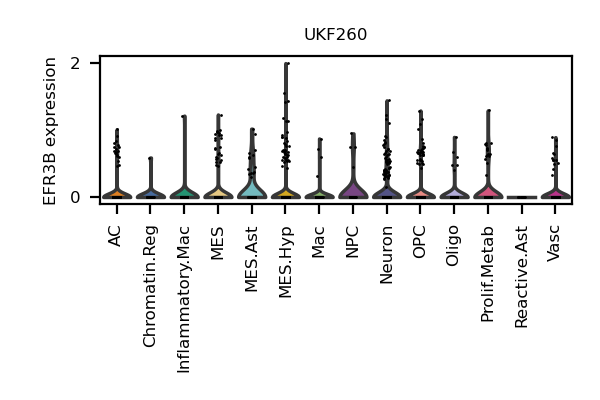 UKF260
EFR3B expression
2
0
AC
Chromatin.Reg
Inflammatory.Mac
MES
MES.Ast
MES.Hyp
Mac
NPC
Neuron
OPC
Oligo
Prolif.Metab
Reactive.Ast
Vasc